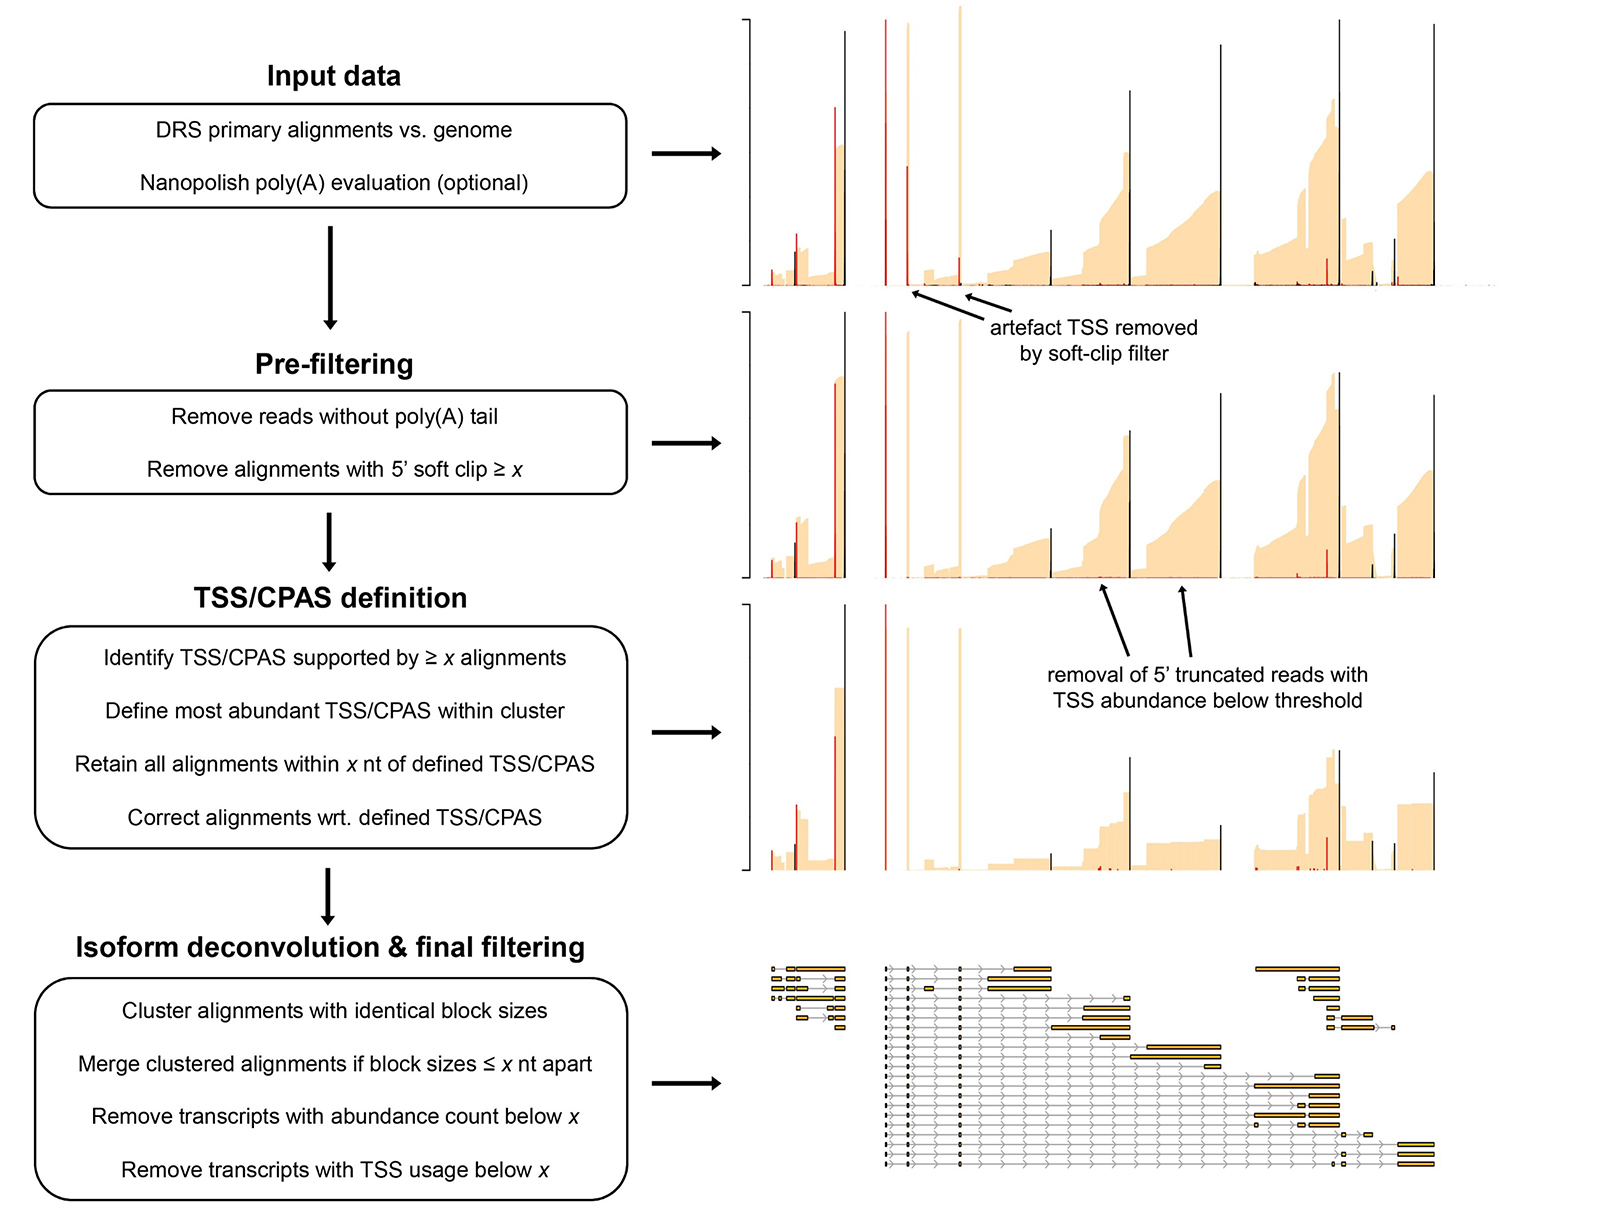 Input data
DRS primary alignments vs. genome
Nanopolish poly(A) evaluation (optional)
artefact TSS removed
by soft-clip filter
Pre-filtering
Remove reads without poly(A) tail
Remove alignments with 5’ soft clip ≥ x
TSS/CPAS definition
Identify TSS/CPAS supported by ≥ x alignments
Define most abundant TSS/CPAS within cluster
Retain all alignments within x nt of defined TSS/CPAS
Correct alignments wrt. defined TSS/CPAS
removal of 5’ truncated reads with
TSS abundance below threshold
Isoform deconvolution & final filtering
Cluster alignments with identical block sizes
Merge clustered alignments if block sizes ≤ x nt apart
Remove transcripts with abundance count below x
Remove transcripts with TSS usage below x